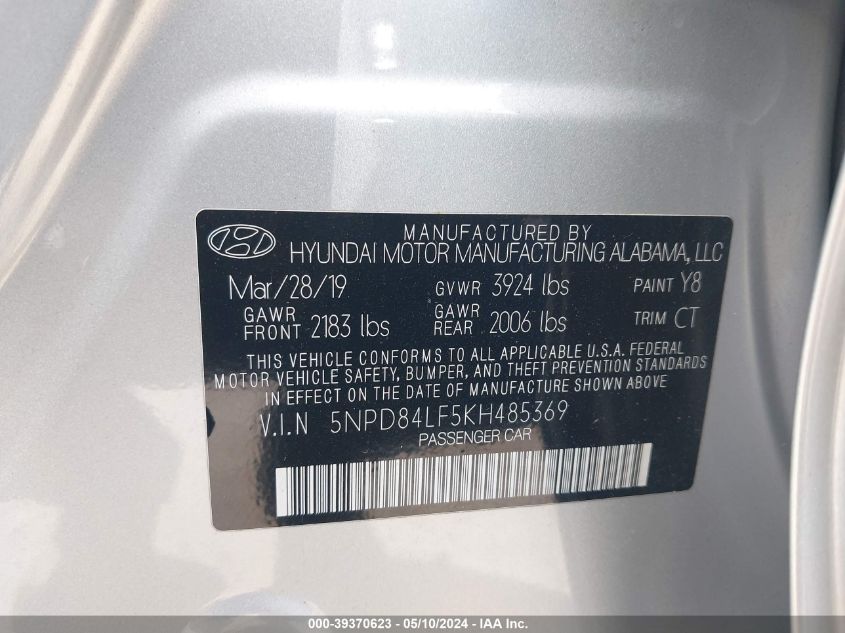 MANUFACTURED BY
HYUNDAI MOTOR MANUFACTURING ALABAMA, LLC
Mar/28/19 GVWR 3924 lbs PAINT Y8
GAWR FRONT 2183 lbs GAWR REAR 2006 lbs TRIM CT
THIS VEHICLE CONFORMS TO ALL APPLICABLE U.S.A. FEDERAL
MOTOR VEHICLE SAFETY, BUMPER, AND THEFT PREVENTION STANDARDS
IN EFFECT ON THE DATE OF MANUFACTURE SHOWN ABOVE
V.I.N 5NPD84LF5KH485369
PASSENGER CAR
000-39370623 - 05/10/2024 - IAA Inc.